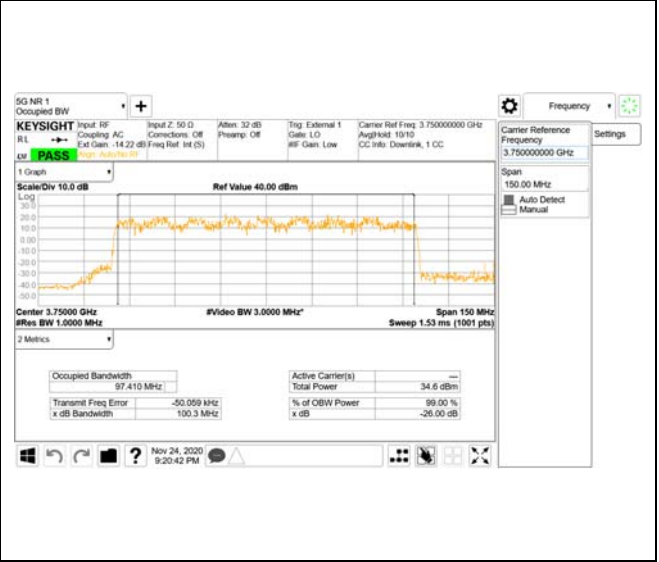 5G NR 1
Occupied BW
Frequency
KEYSIGHT
R L
LW
PASS
Input: RF
Coupling: AC
Ext Gain: -14.22 dB
Align: Auto/No RF
Input Z: 50 Ω
Corrections: Off
Freq Ref: Int (S)
Atten: 32 dB
Preamp: Off
Trig: External 1
Gate: LO
#IF Gain: Low
Carrier Ref Freq: 3.750000000 GHz
Avg|Hold: 10/10
CC Info: Downlink, 1 CC
Carrier Reference
Frequency
3.750000000 GHz
Settings
Span
150.00 MHz
Auto Detect
Manual
1 Graph
Scale/Div 10.0 dB
Ref Value 40.00 dBm
Log
30.0
20.0
10.0
0.00
-10.0
-20.0
-30.0
-40.0
-50.0
Center 3.75000 GHz
#Video BW 3.0000 MHz*
Span 150 MHz
#Res BW 1.0000 MHz
Sweep 1.53 ms (1001 pts)
2 Metrics
Occupied Bandwidth
97.410 MHz
Transmit Freq Error -50.059 kHz
x dB Bandwidth 100.3 MHz
Active Carrier(s) —
Total Power 34.6 dBm
% of OBW Power 99.00 %
x dB -26.00 dB
?
Nov 24, 2020
9:20:42 PM